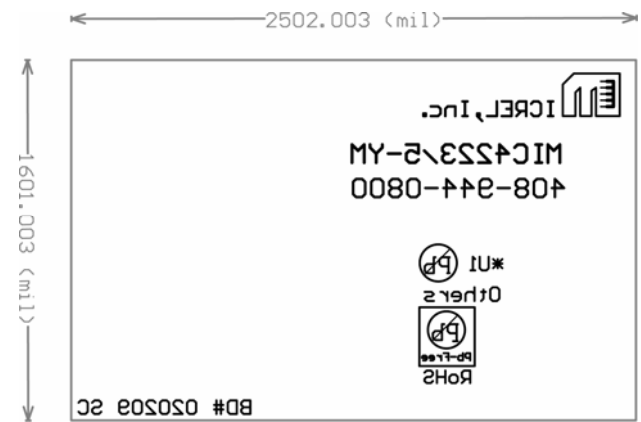 2502.003 (mil)
1601.003 (mil)
ICREL,Inc.
MIC4223/5-YM
408-944-0800
*U1 Pb
Others
Pb
Pb-Free
RoHS
BD# 020209 SC